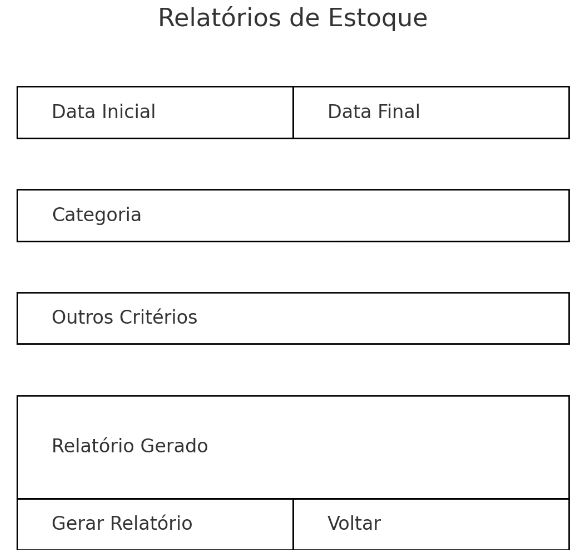 Relatórios de Estoque
Data Inicial Data Final
Categoria
Outros Critérios
Relatório Gerado
Gerar Relatório Voltar